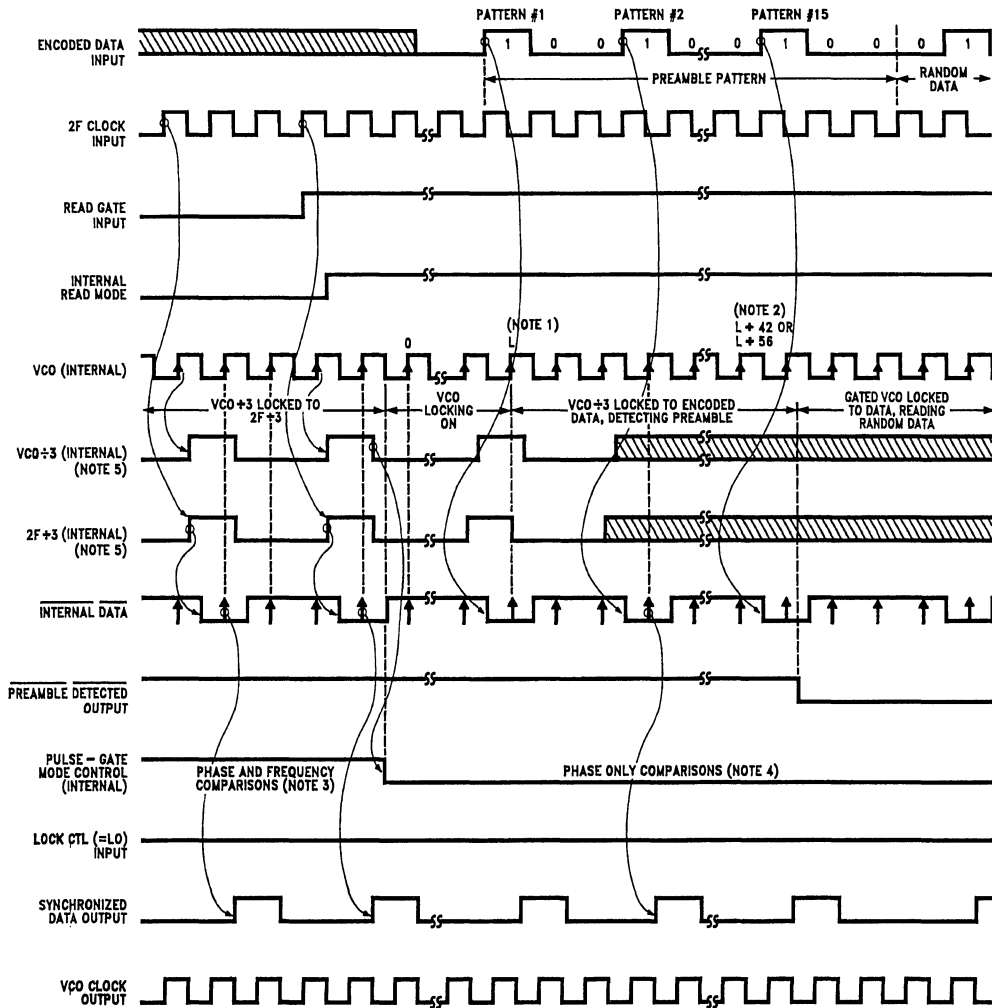 PATTERN #1 PATTERN #2 PATTERN #15
ENCODED DATA
INPUT
1 0 0 1 0 0 1 0 0 0 1
PREAMBLE PATTERN
RANDOM
DATA
2F CLOCK
INPUT
READ GATE
INPUT
INTERNAL
READ MODE
(NOTE 1)
(NOTE 2)
L + 42 OR
L + 56
0 L
VCO (INTERNAL)
VCO÷3 LOCKED TO
2F÷3
VCO
LOCKING
ON
VCO÷3 LOCKED TO ENCODED
DATA, DETECTING PREAMBLE
GATED VCO LOCKED
TO DATA, READING
RANDOM DATA
VCO÷3 (INTERNAL)
(NOTE 5)
2F÷3 (INTERNAL)
(NOTE 5)
INTERNAL DATA
PREAMBLE DETECTED
OUTPUT
PULSE – GATE
MODE CONTROL
(INTERNAL)
PHASE AND FREQUENCY
COMPARISONS (NOTE 3)
PHASE ONLY COMPARISONS (NOTE 4)
LOCK CTL (=LO)
INPUT
SYNCHRONIZED
DATA OUTPUT
VCO CLOCK
OUTPUT